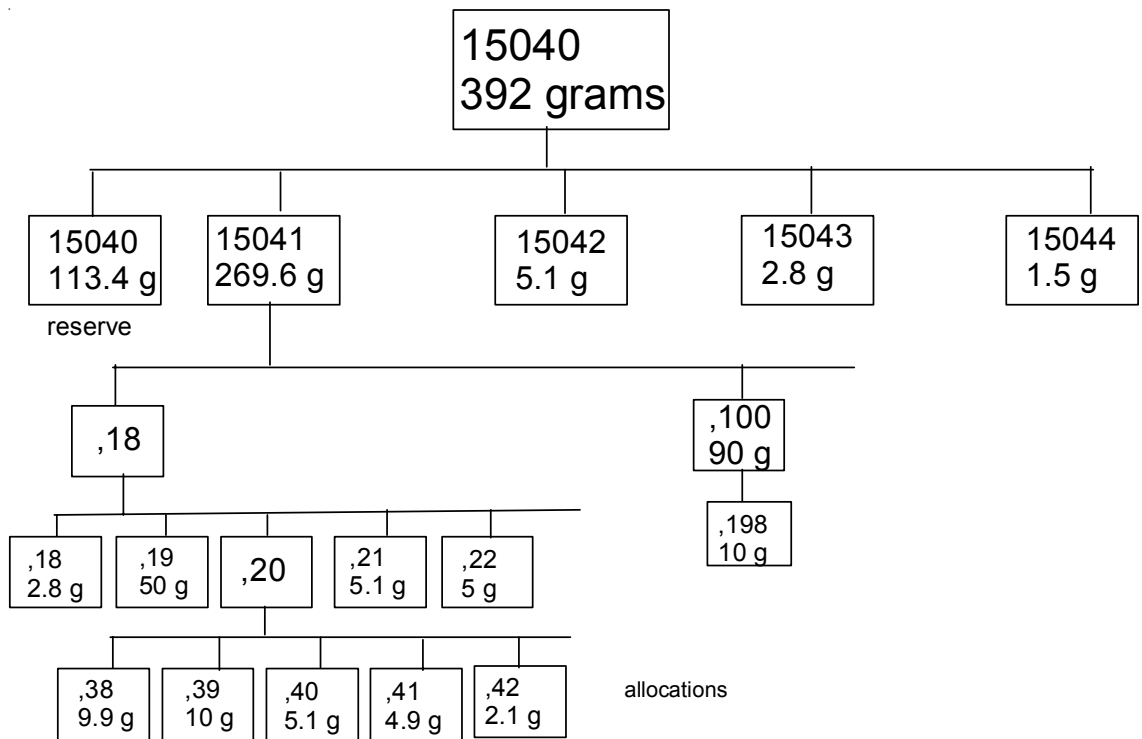 15040
392 grams
15040
113.4 g
reserve
15041
269.6 g
15042
5.1 g
15043
2.8 g
15044
1.5 g
,18
,100
90 g
,198
10 g
,18
2.8 g
,19
50 g
,20
,21
5.1 g
,22
5 g
,38
9.9 g
,39
10 g
,40
5.1 g
,41
4.9 g
,42
2.1 g
allocations